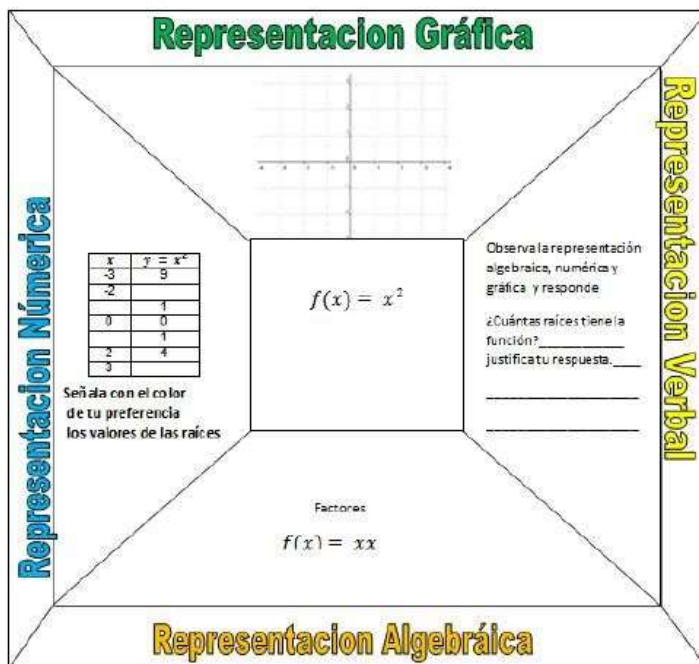 Representacion Gráfica
Representacion Verbal
Representacion Númerica
x y = x²
-3 9
-2
1
0 0
1
2 4
3
Señala con el color
de tu preferencia
los valores de las raíces
f(x) = x²
Observa la representación
algebraica, numérica y
gráfica y responde
¿Cuántas raíces tiene la
función?____________
justifica tu respuesta.____
Factores
f(x) = xx
Representacion Algebráica